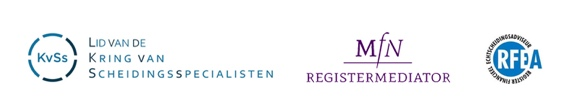 KvSs
Lid van de
Kring van
Scheidingsspecialisten
MfN
REGISTERMEDIATOR
RFEA
REGISTER FINANCIEEL ECHTSCHEIDINGSADVISEUR